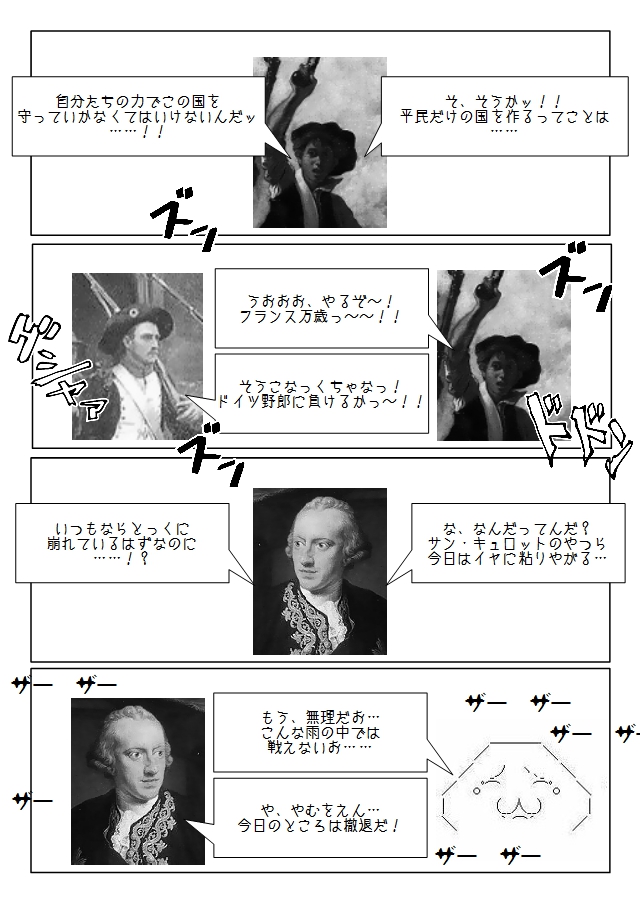 そ、そうかッ！！
平民だけの国を作るってことは
……
自分たちの力でこの国を
守っていかなくてはいけないんだッ
……！！
ズン
ズン
うおおお、やるぞ～！
フランス万歳っ～～！！
そうこなっくちゃなっ！
ドイツ野郎に負けるかっ～！！
ゲシャァ
ズン
ドドン
な、なんだってんだ？
サン・キュロットのやつら
今日はイヤに粘りやがる…
いつもならとっくに
崩れているはずなのに
……！？
ザー ザー
ザー ザー
ザー ザー
もう、無理だお…
こんな雨の中では
戦えないお……
ザー
や、やむをえん…
今日のところは撤退だ！
ザー ザー